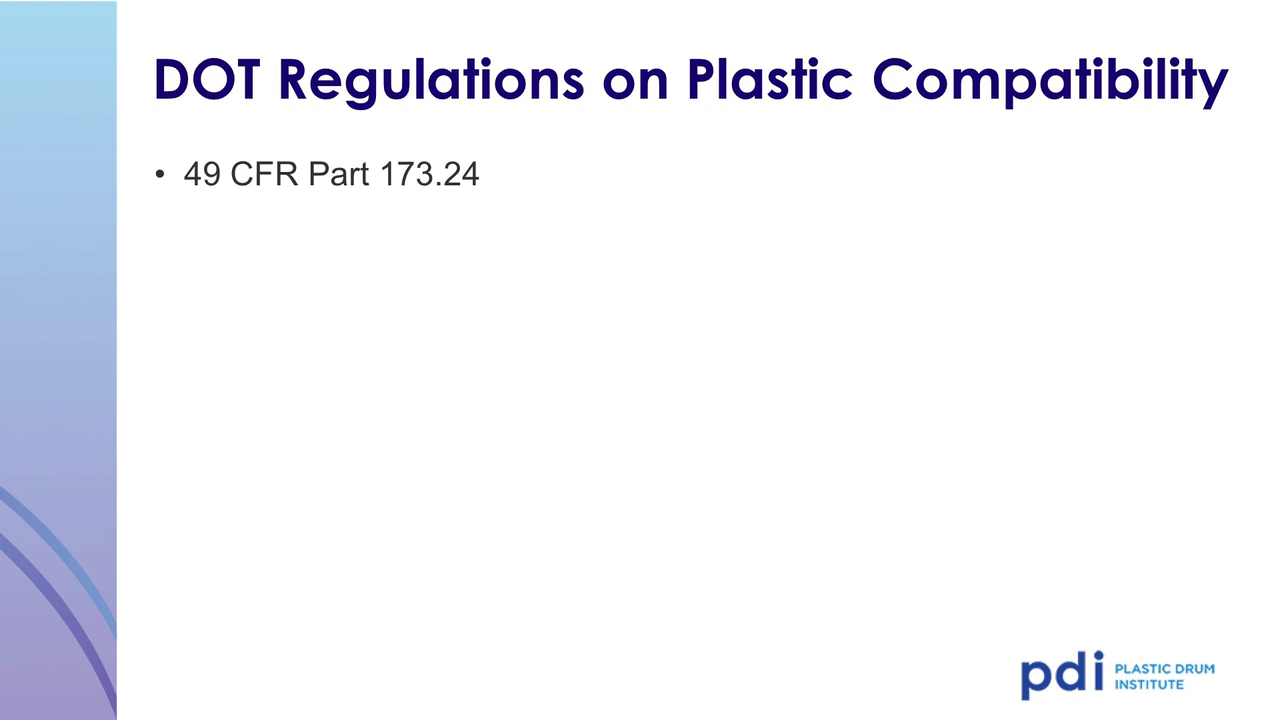 DOT Regulations on Plastic Compatibility
• 49 CFR Part 173.24
pdi PLASTIC DRUM
INSTITUTE